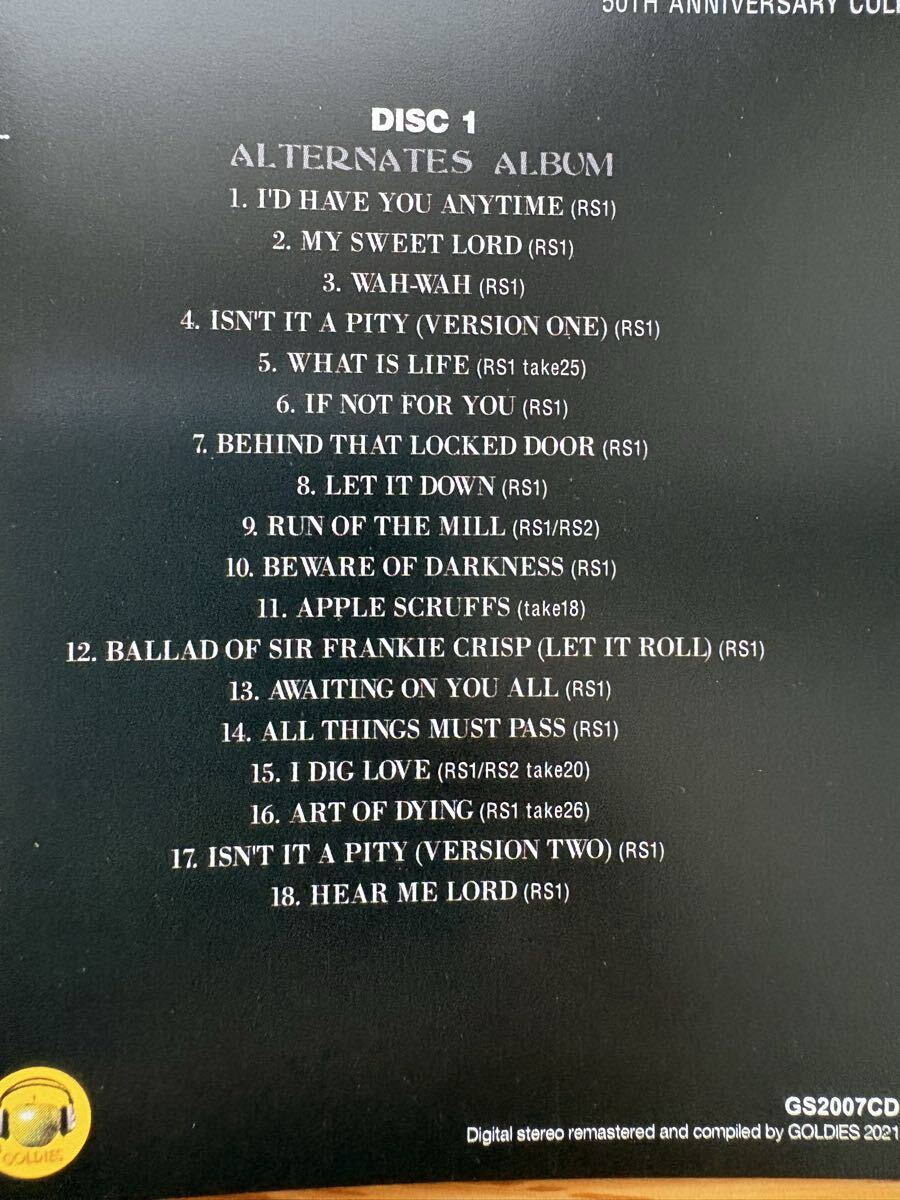 50TH ANNIVERSARY
DISC 1
ALTERNATES ALBUM
1. I'D HAVE YOU ANYTIME (RS1)
2. MY SWEET LORD (RS1)
3. WAH-WAH (RS1)
4. ISN'T IT A PITY (VERSION ONE) (RS1)
5. WHAT IS LIFE (RS1 take25)
6. IF NOT FOR YOU (RS1)
7. BEHIND THAT LOCKED DOOR (RS1)
8. LET IT DOWN (RS1)
9. RUN OF THE MILL (RS1/RS2)
10. BEWARE OF DARKNESS (RS1)
11. APPLE SCRUFFS (take18)
12. BALLAD OF SIR FRANKIE CRISP (LET IT ROLL) (RS1)
13. AWAITING ON YOU ALL (RS1)
14. ALL THINGS MUST PASS (RS1)
15. I DIG LOVE (RS1/RS2 take20)
16. ART OF DYING (RS1 take26)
17. ISN'T IT A PITY (VERSION TWO) (RS1)
18. HEAR ME LORD (RS1)
GOLDIES
GS2007CD
Digital stereo remastered and compiled by GOLDIES 2021